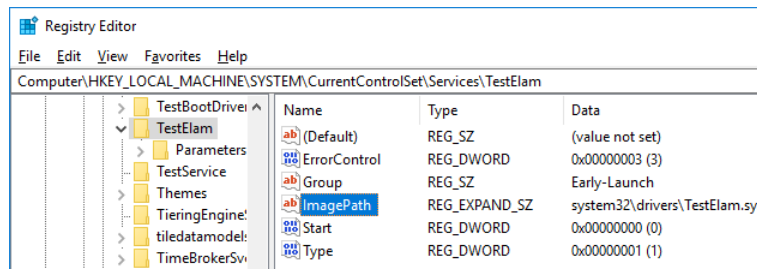 Registry Editor
File Edit View Favorites Help
Computer\HKEY_LOCAL_MACHINE\SYSTEM\CurrentControlSet\Services\TestElam
TestBootDriver
TestElam
Parameters
TestService
Themes
TieringEngine
tiledatamodels
TimeBrokerSv
Name Type Data
(Default) REG_SZ (value not set)
ErrorControl REG_DWORD 0x00000003 (3)
Group REG_SZ Early-Launch
ImagePath REG_EXPAND_SZ system32\drivers\TestElam.sy
Start REG_DWORD 0x00000000 (0)
Type REG_DWORD 0x00000001 (1)